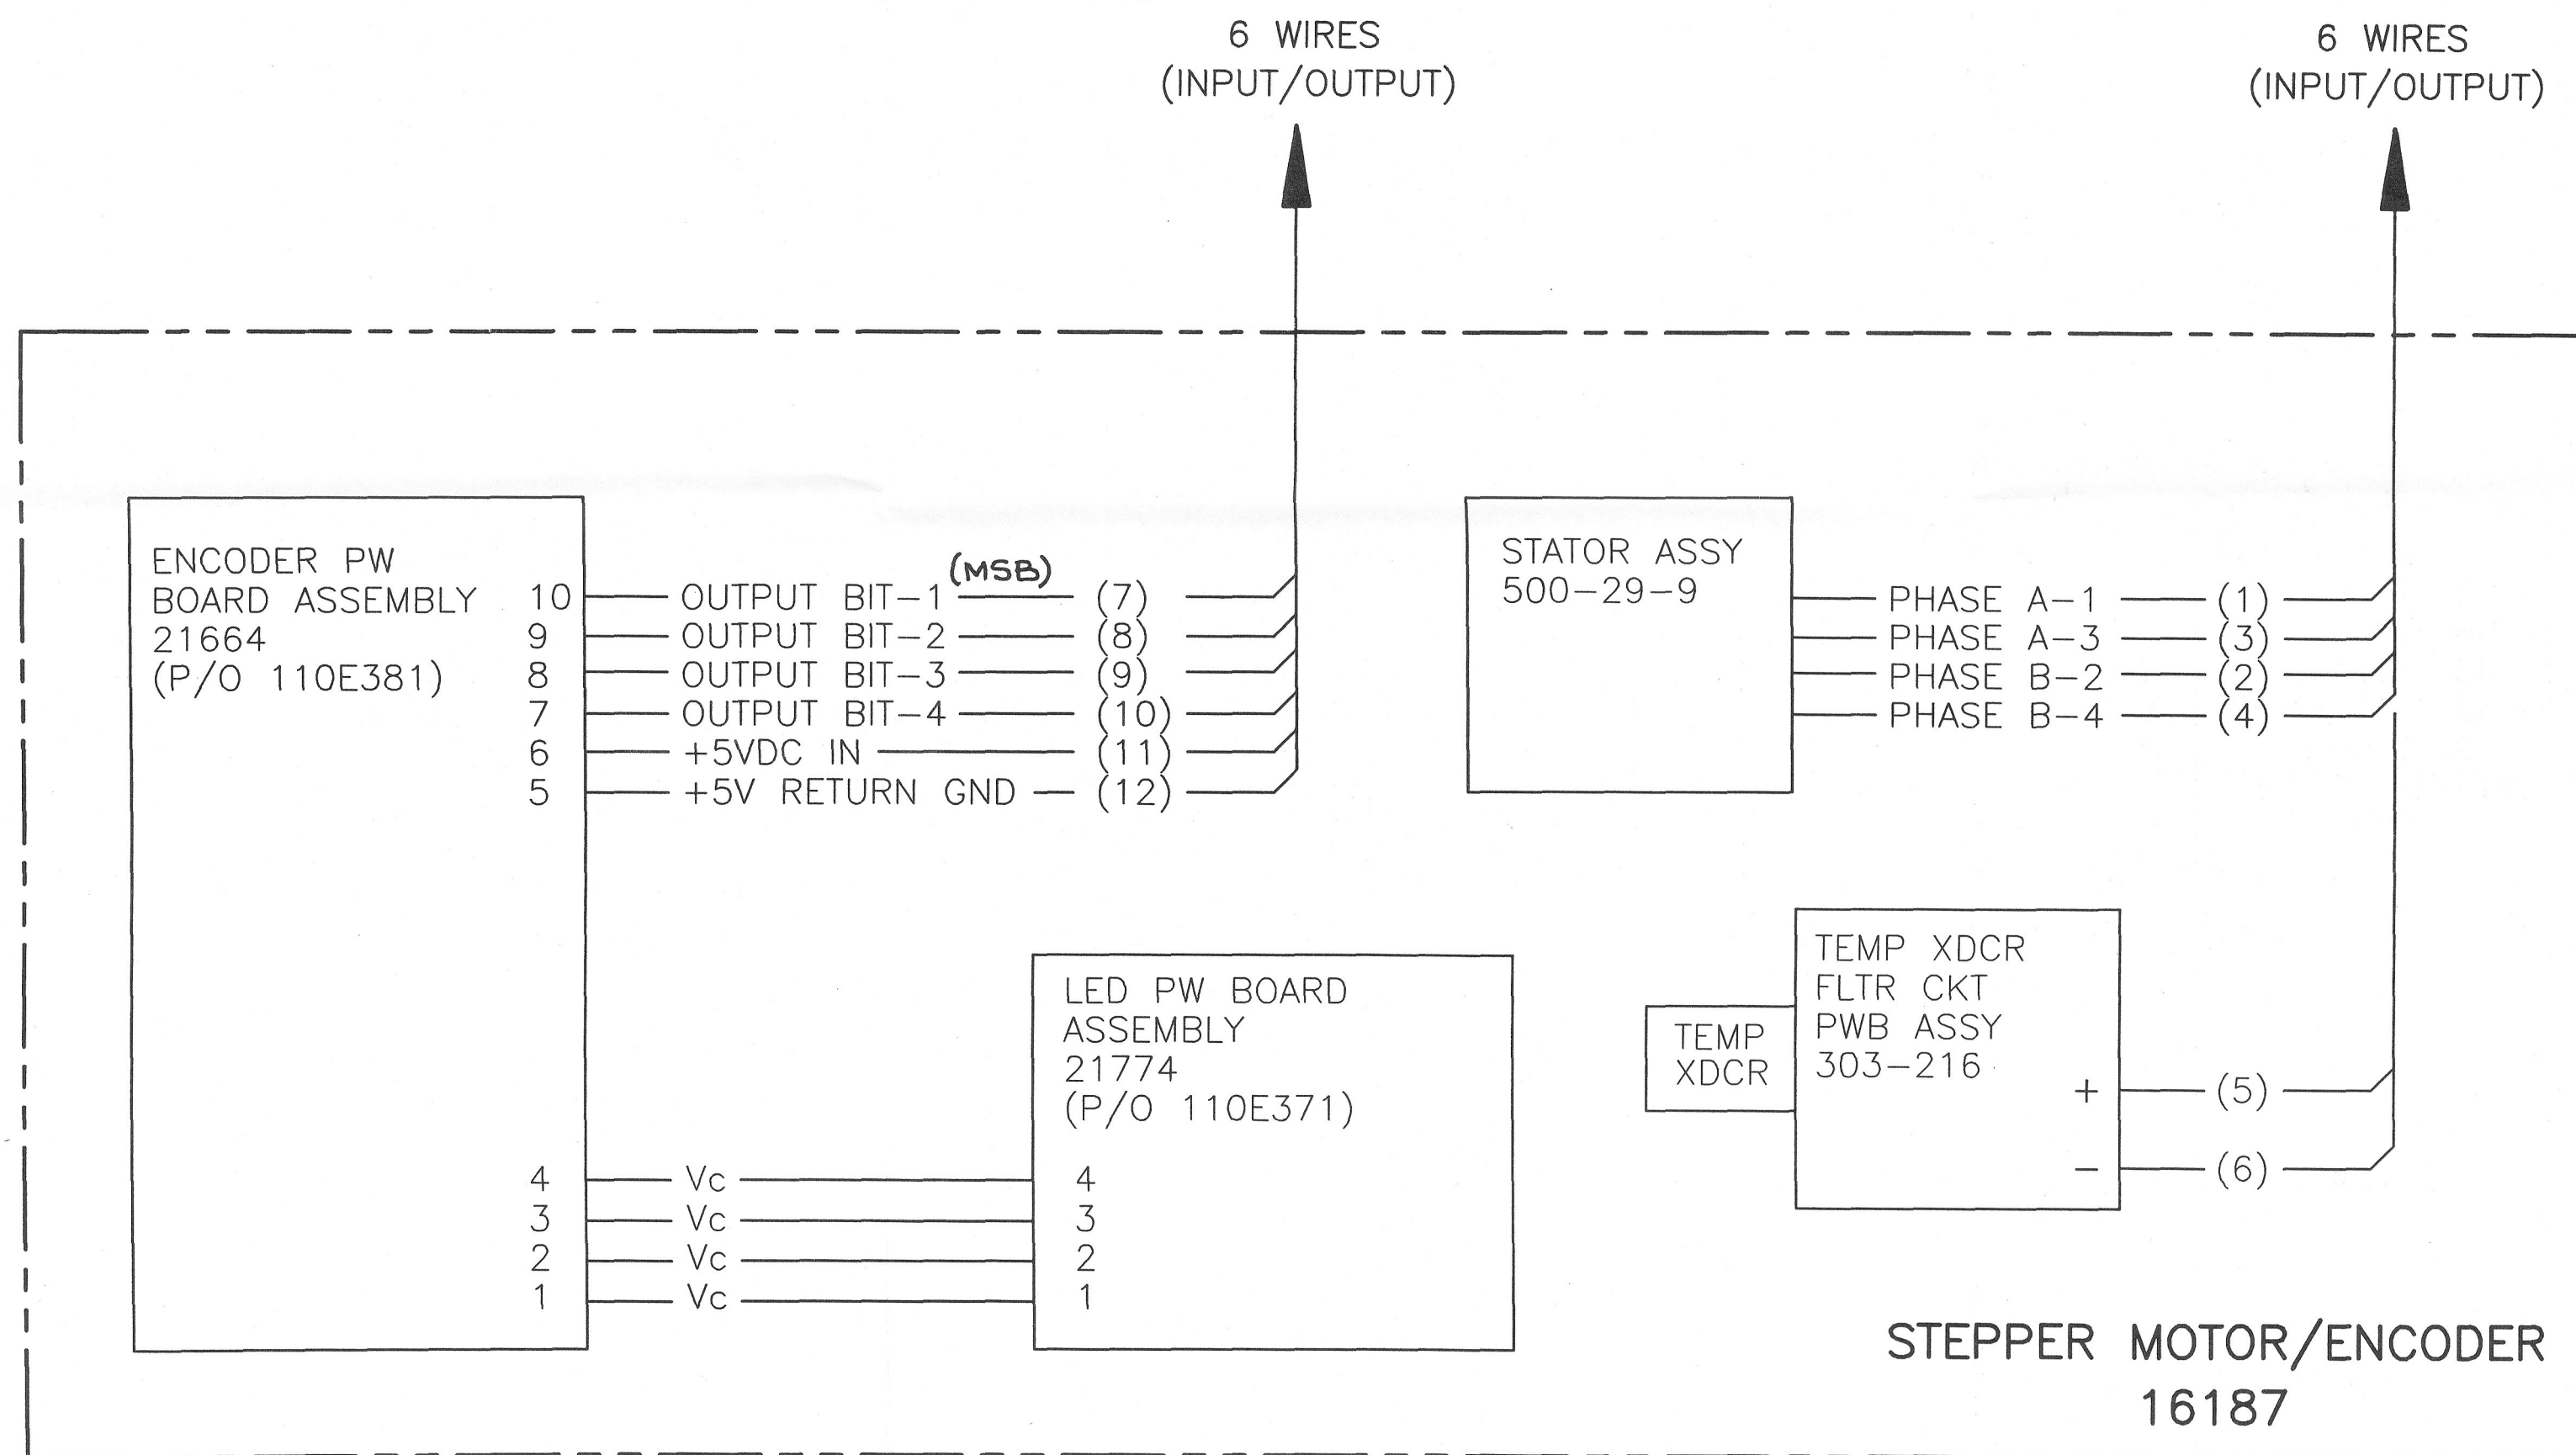 6 WIRES
(INPUT/OUTPUT)
6 WIRES
(INPUT/OUTPUT)
ENCODER PW
BOARD ASSEMBLY
21664
(P/O 110E381)
(MSB)
10 OUTPUT BIT-1 (7)
9 OUTPUT BIT-2 (8)
8 OUTPUT BIT-3 (9)
7 OUTPUT BIT-4 (10)
6 +5VDC IN (11)
5 +5V RETURN GND (12)
STATOR ASSY
500-29-9
PHASE A-1 (1)
PHASE A-3 (3)
PHASE B-2 (2)
PHASE B-4 (4)
LED PW BOARD
ASSEMBLY
21774
(P/O 110E371)
4 Vc 4
3 Vc 3
2 Vc 2
1 Vc 1
TEMP
XDCR
TEMP XDCR
FLTR CKT
PWB ASSY
303-216
+ (5)
- (6)
STEPPER MOTOR/ENCODER
16187